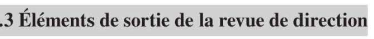 .3 Éléments de sortie de la revue de direction